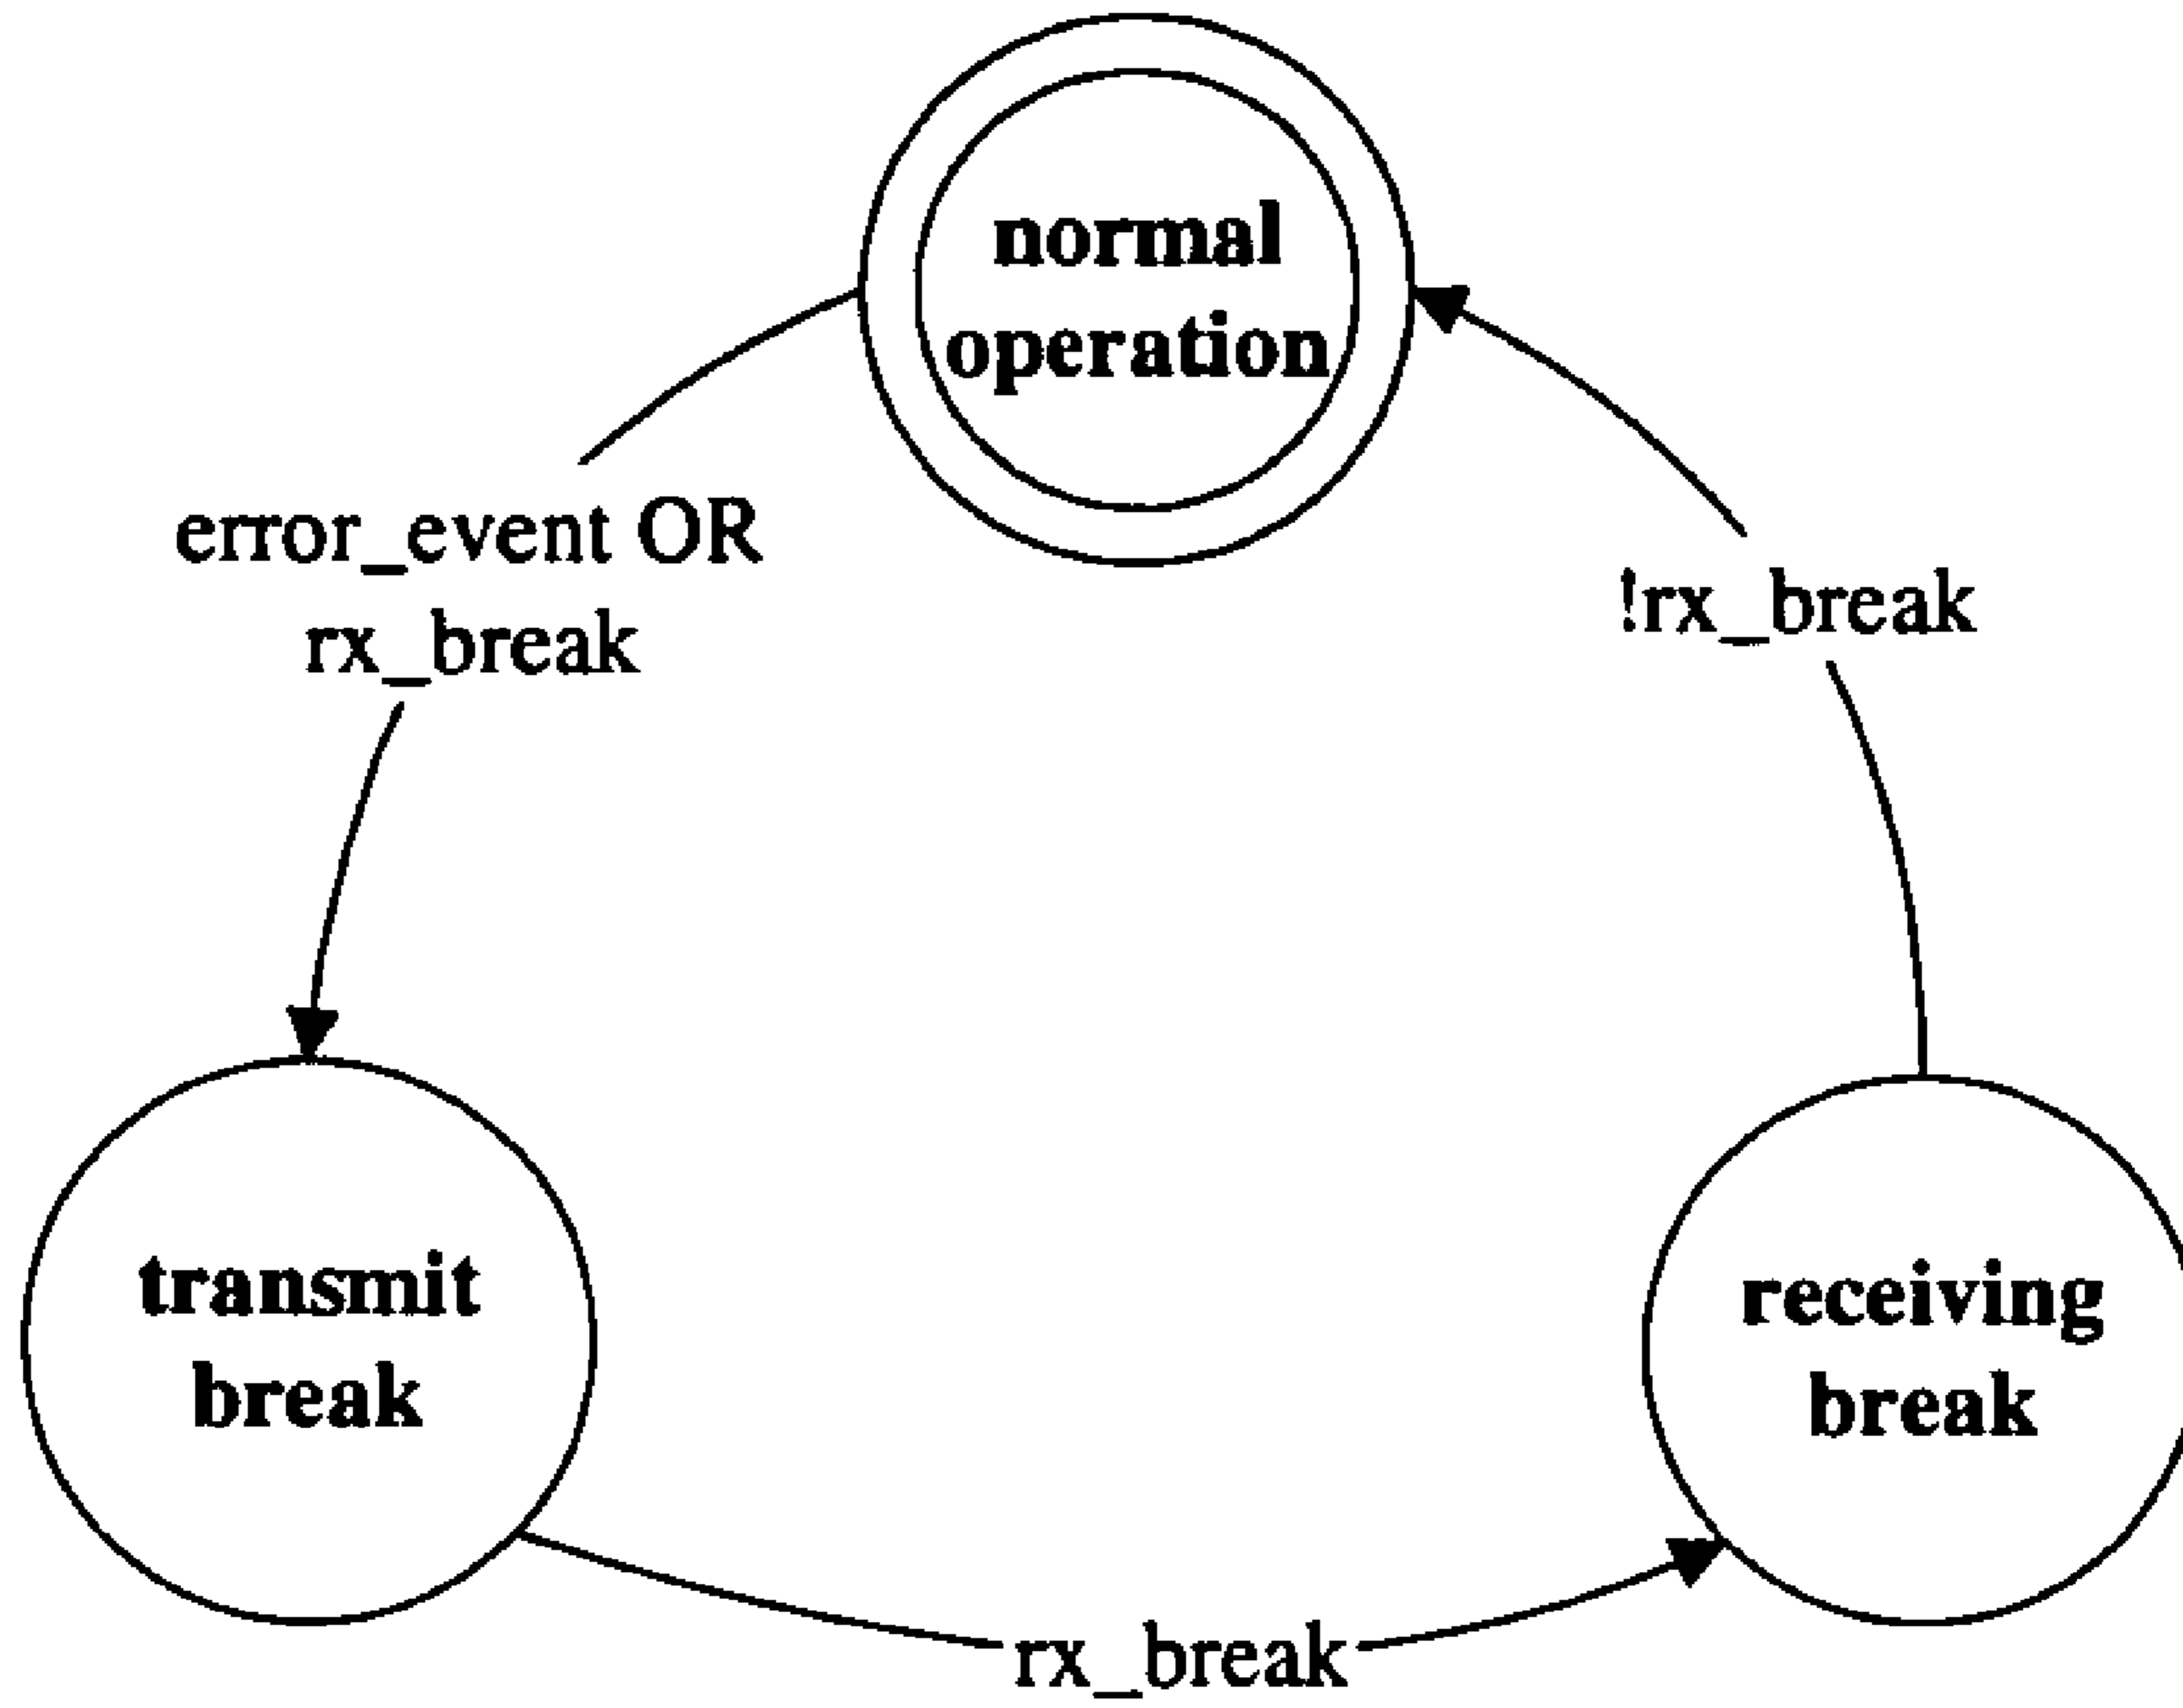 normal
operation
error_event OR
rx_break
!rx_break
transmit
break
receiving
break
rx_break